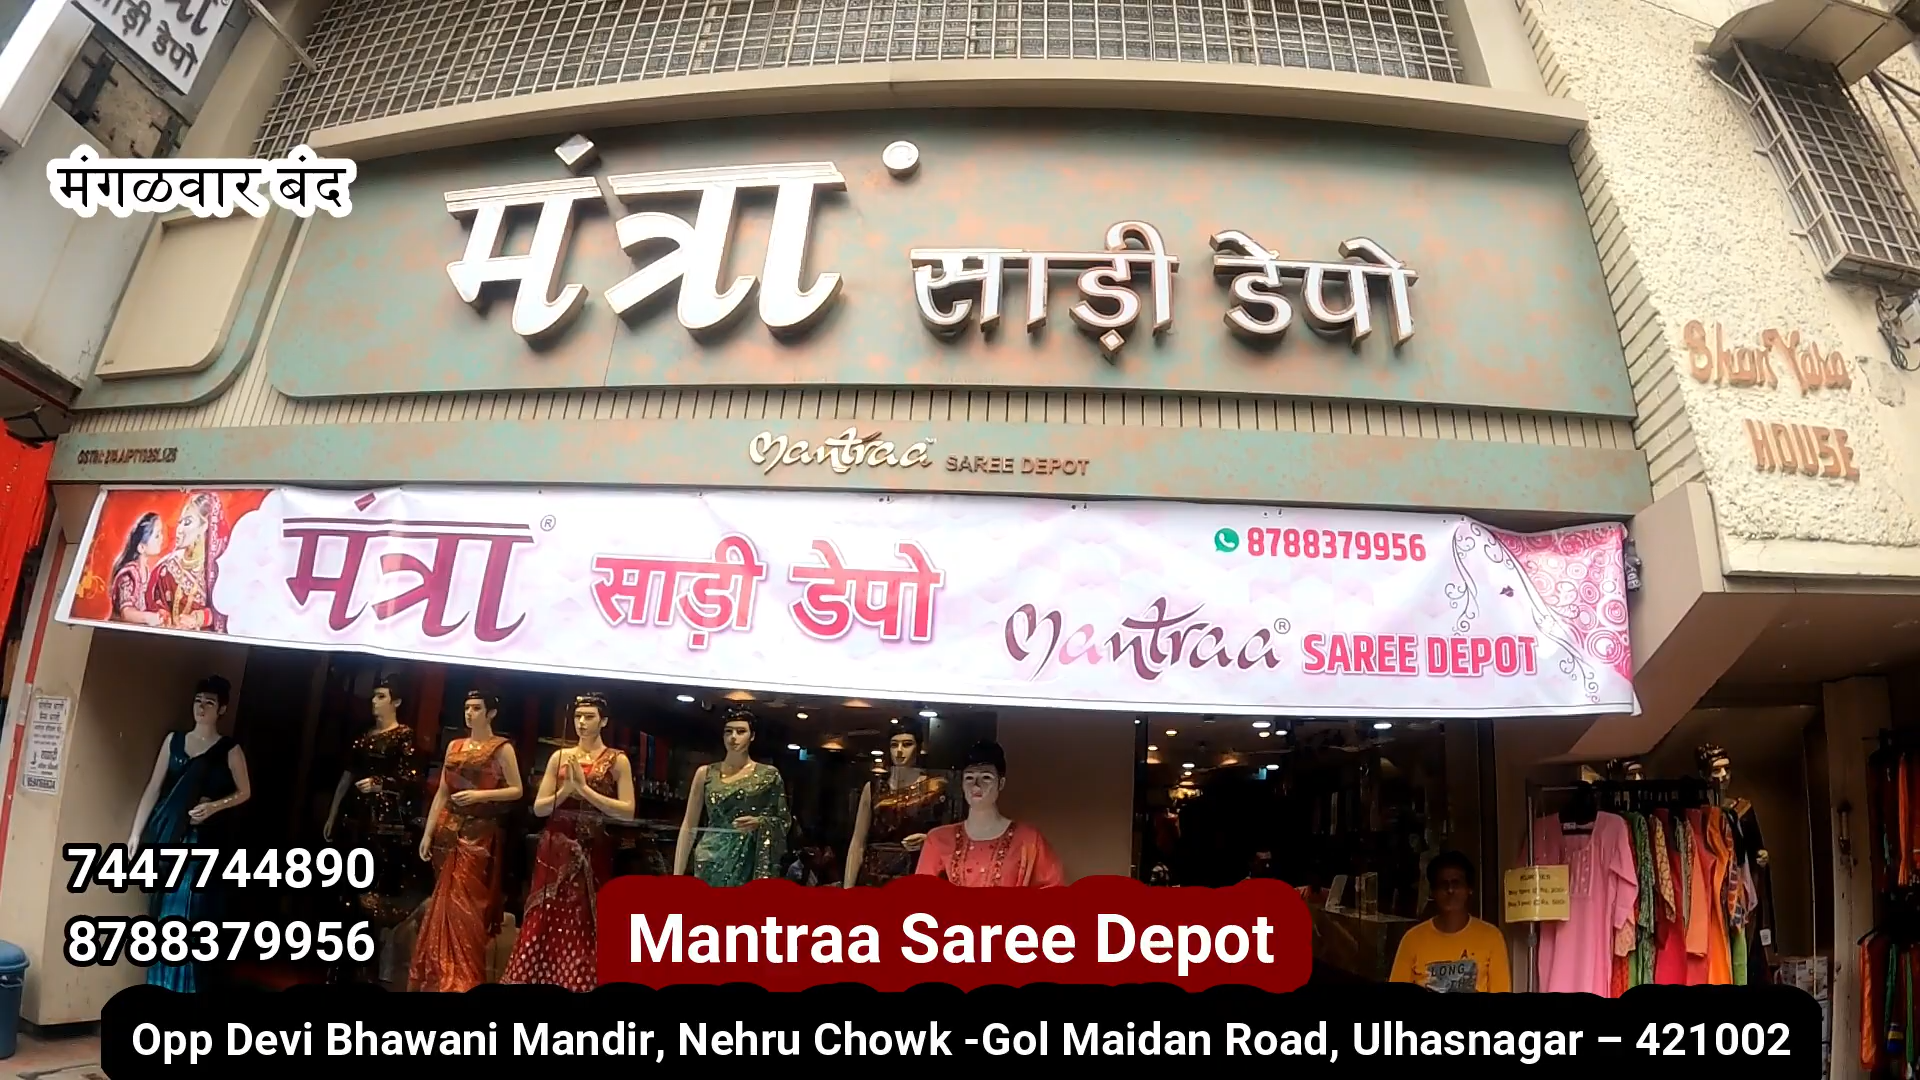 साड़ी डेपो
मंगळवार बंद
मंत्रा साड़ी डेपो
Mantraa SAREE DEPOT
मंत्रा® साड़ी डेपो
8788379956
Mantraa® SAREE DEPOT
HOUSE
7447744890
8788379956
Mantraa Saree Depot
LONG
Opp Devi Bhawani Mandir, Nehru Chowk -Gol Maidan Road, Ulhasnagar – 421002